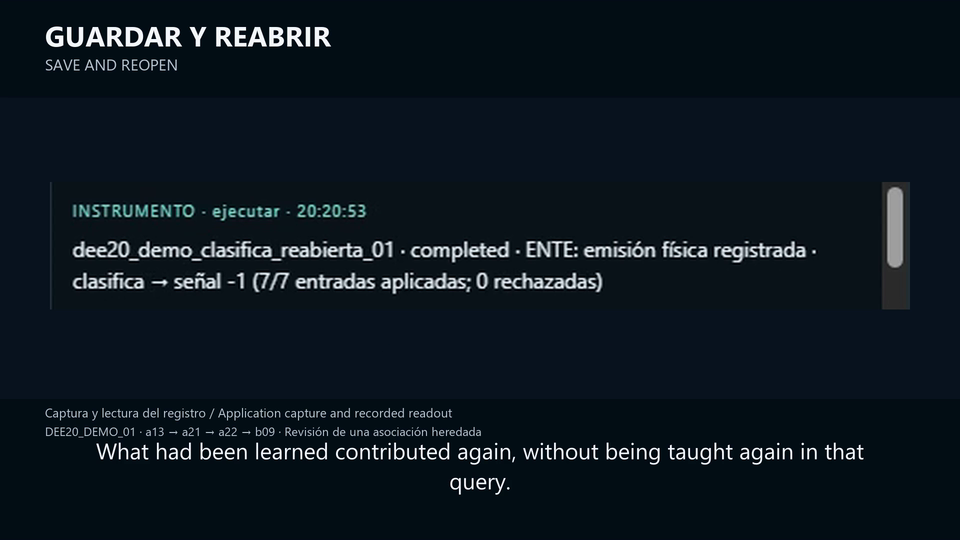 GUARDAR Y REABRIR
SAVE AND REOPEN
INSTRUMENTO · ejecutar · 20:20:53
dee20_demo_clasifica_reabierta_01 · completed · ENTE: emisión física registrada ·
clasifica → señal -1 (7/7 entradas aplicadas; 0 rechazadas)
Captura y lectura del registro / Application capture and recorded readout
DEE20_DEMO_01 · a13 → a21 → a22 → b09 · Revisión de una asociación heredada
What had been learned contributed again, without being taught again in that
query.